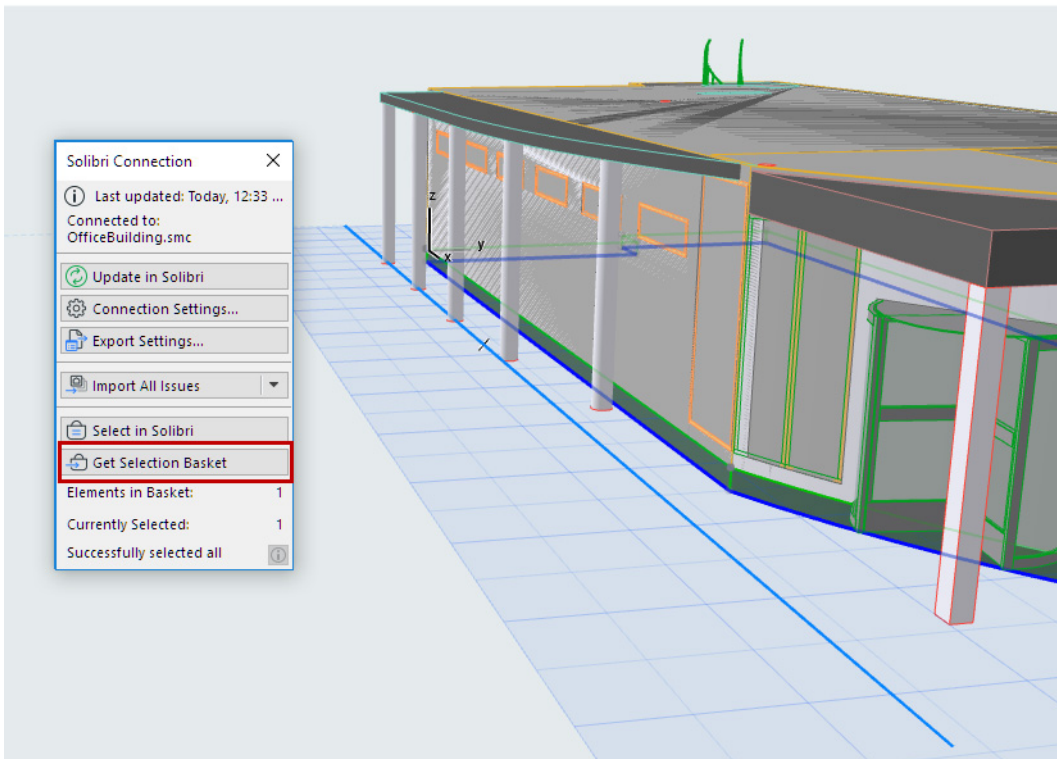 Solibri Connection
Last updated: Today, 12:33 ...
Connected to:
OfficeBuilding.smc
Update in Solibri
Connection Settings...
Export Settings...
Import All Issues
Select in Solibri
Get Selection Basket
Elements in Basket: 1
Currently Selected: 1
Successfully selected all
z
y
x